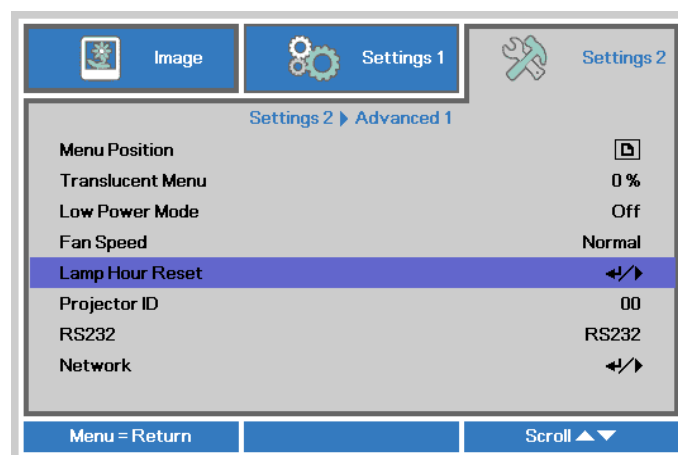 Image Settings 1 Settings 2
Settings 2 Advanced 1
Menu Position
Translucent Menu 0 %
Low Power Mode Off
Fan Speed Normal
Lamp Hour Reset /
Projector ID 00
RS232 RS232
Network /
Menu = Return Scroll